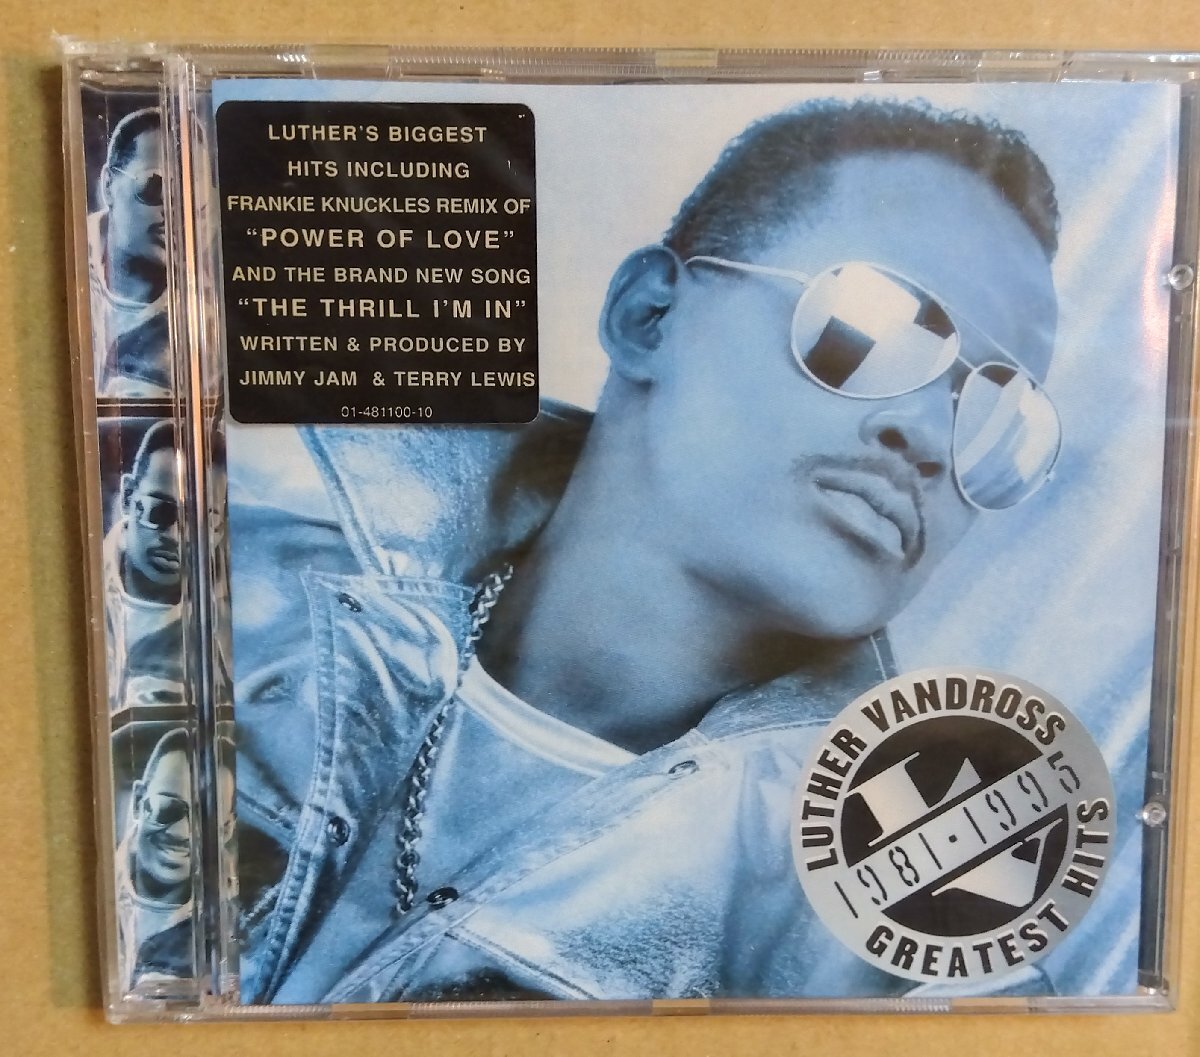 LUTHER'S BIGGEST
HITS INCLUDING
FRANKIE KNUCKLES REMIX OF
“POWER OF LOVE”
AND THE BRAND NEW SONG
“THE THRILL I'M IN”
WRITTEN & PRODUCED BY
JIMMY JAM & TERRY LEWIS
01-481100-10
LUTHER VANDROSS
LV
1981-1995
GREATEST HITS